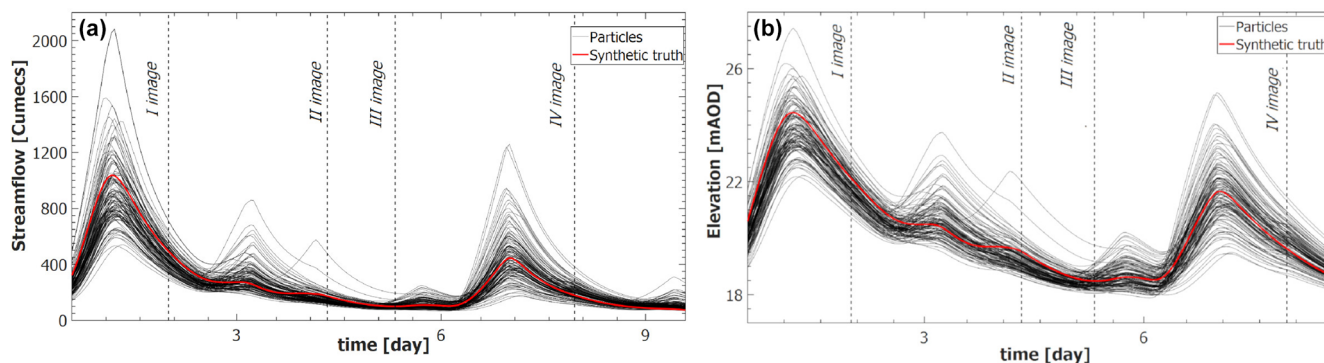 (a)
Particles
Synthetic truth
2000
1600
1200
800
400
0
Streamflow [Cumecs]
I image
II image
III image
IV image
3
6
9
time [day]
(b)
Particles
Synthetic truth
26
22
18
Elevation [mAOD]
I image
II image
III image
IV image
3
6
time [day]